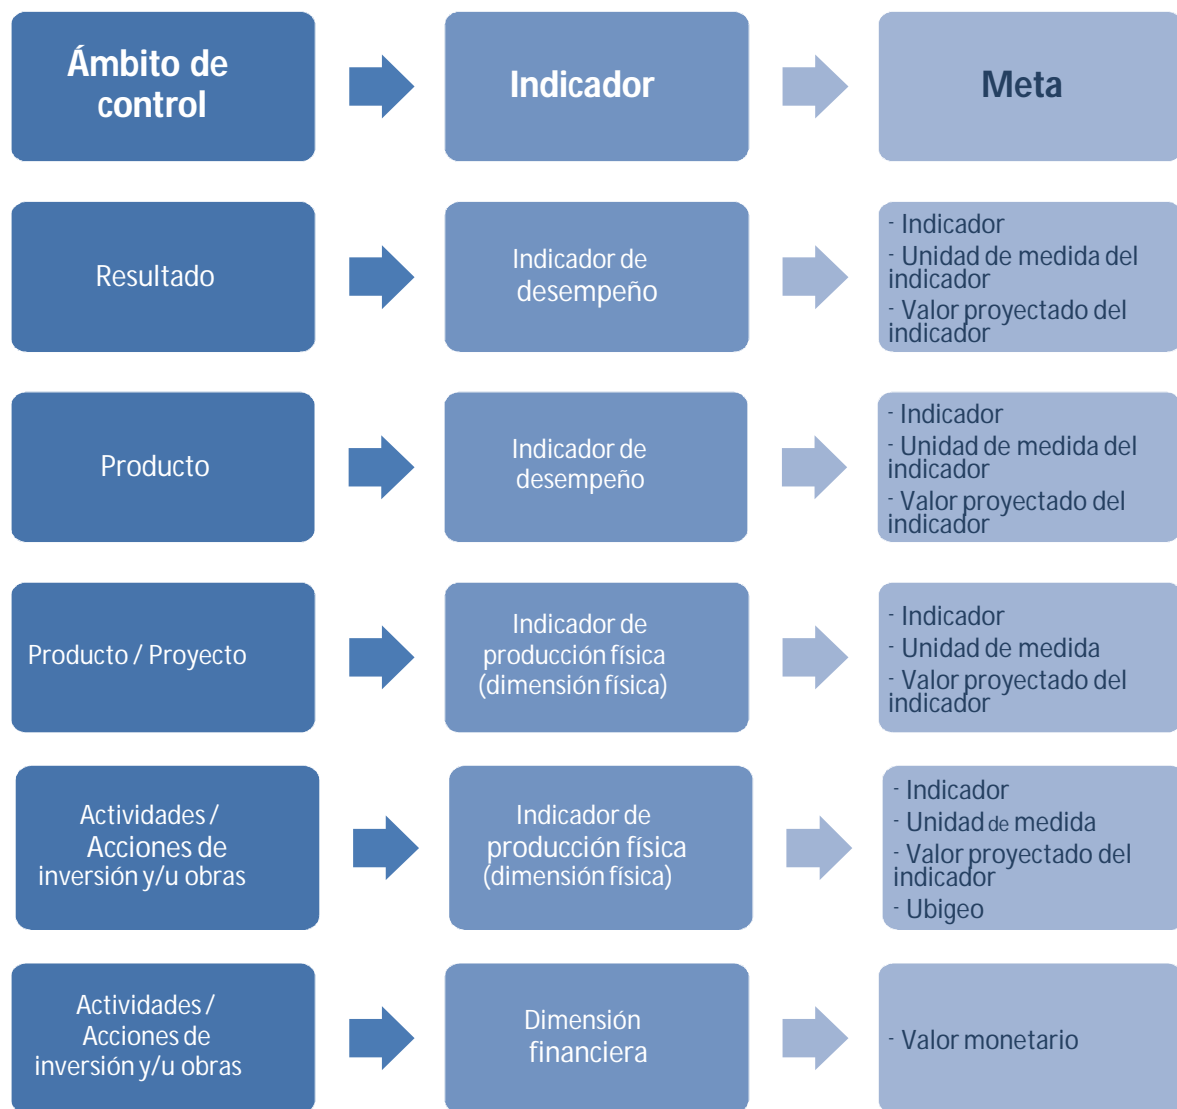 Ámbito de
control
Indicador
Meta
Resultado
Indicador de
desempeño
- Indicador
- Unidad de medida del
indicador
- Valor proyectado del
indicador
Producto
Indicador de
desempeño
- Indicador
- Unidad de medida del
indicador
- Valor proyectado del
indicador
Producto / Proyecto
Indicador de
producción física
(dimensión física)
- Indicador
- Unidad de medida
- Valor proyectado del
indicador
Actividades /
Acciones de
inversión y/u obras
Indicador de
producción física
(dimensión física)
- Indicador
- Unidad de medida
- Valor proyectado del
indicador
- Ubigeo
Actividades /
Acciones de
inversión y/u obras
Dimensión
financiera
- Valor monetario